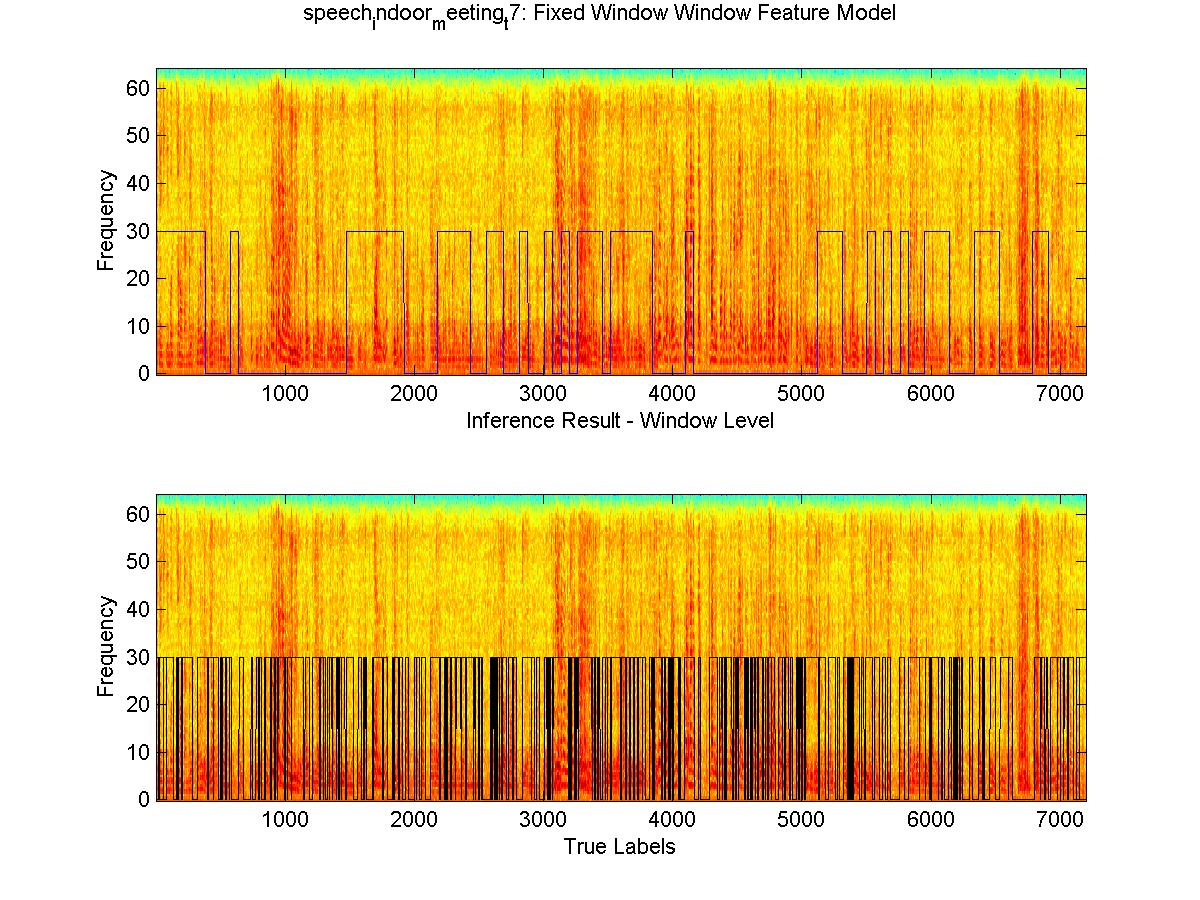 speechindoormeetingt7: Fixed Window Window Feature Model
60
50
40
30
20
10
0
Frequency
1000 2000 3000 4000 5000 6000 7000
Inference Result - Window Level
60
50
40
30
20
10
0
Frequency
1000 2000 3000 4000 5000 6000 7000
True Labels